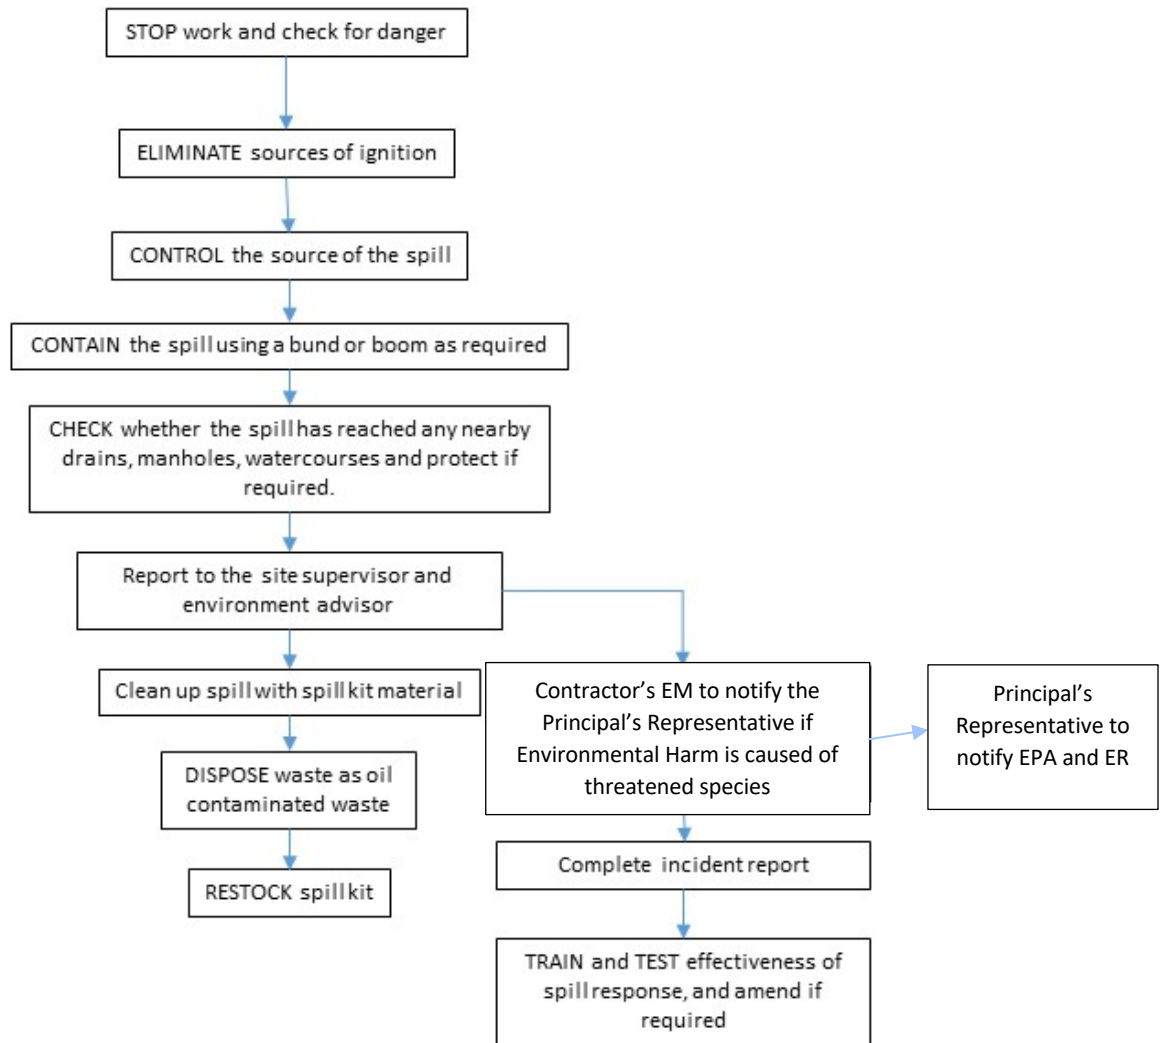 STOP work and check for danger
ELIMINATE sources of ignition
CONTROL the source of the spill
CONTAIN the spill using a bund or boom as required
CHECK whether the spill has reached any nearby
drains, manholes, watercourses and protect if
required.
Report to the site supervisor and
environment advisor
Clean up spill with spill kit material
DISPOSE waste as oil
contaminated waste
RESTOCK spill kit
Contractor’s EM to notify the
Principal’s Representative if
Environmental Harm is caused of
threatened species
Principal’s
Representative to
notify EPA and ER
Complete incident report
TRAIN and TEST effectiveness of
spill response, and amend if
required